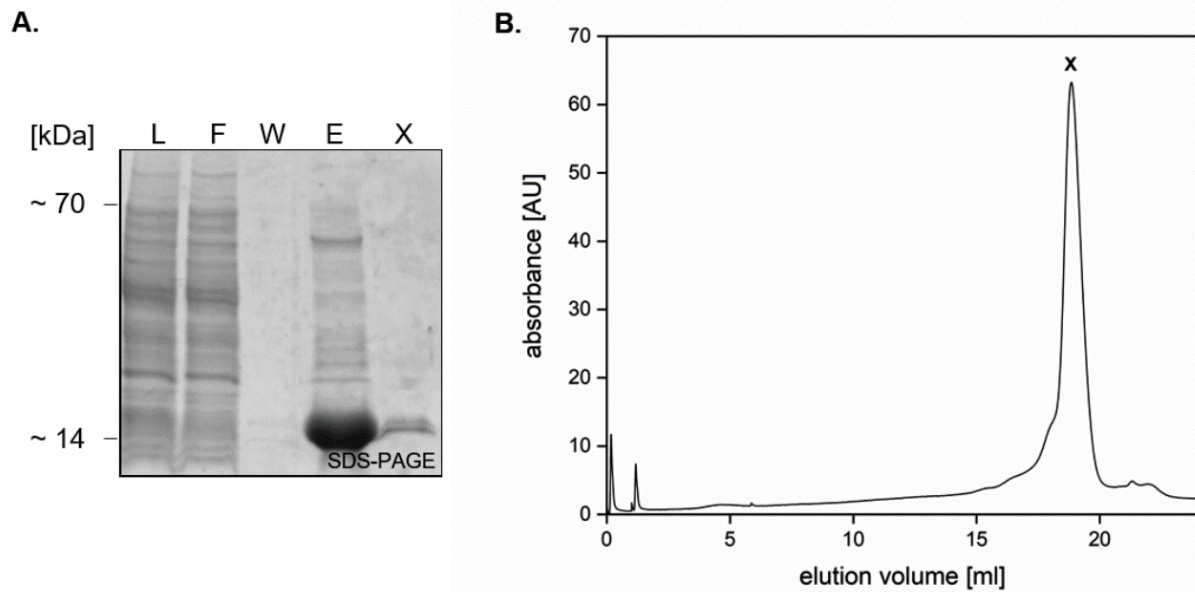 A.
[kDa] L F W E X
~ 70
~ 14
SDS-PAGE
B.
absorbance [AU]
70
60
50
40
30
20
10
0
x
0 5 10 15 20
elution volume [ml]